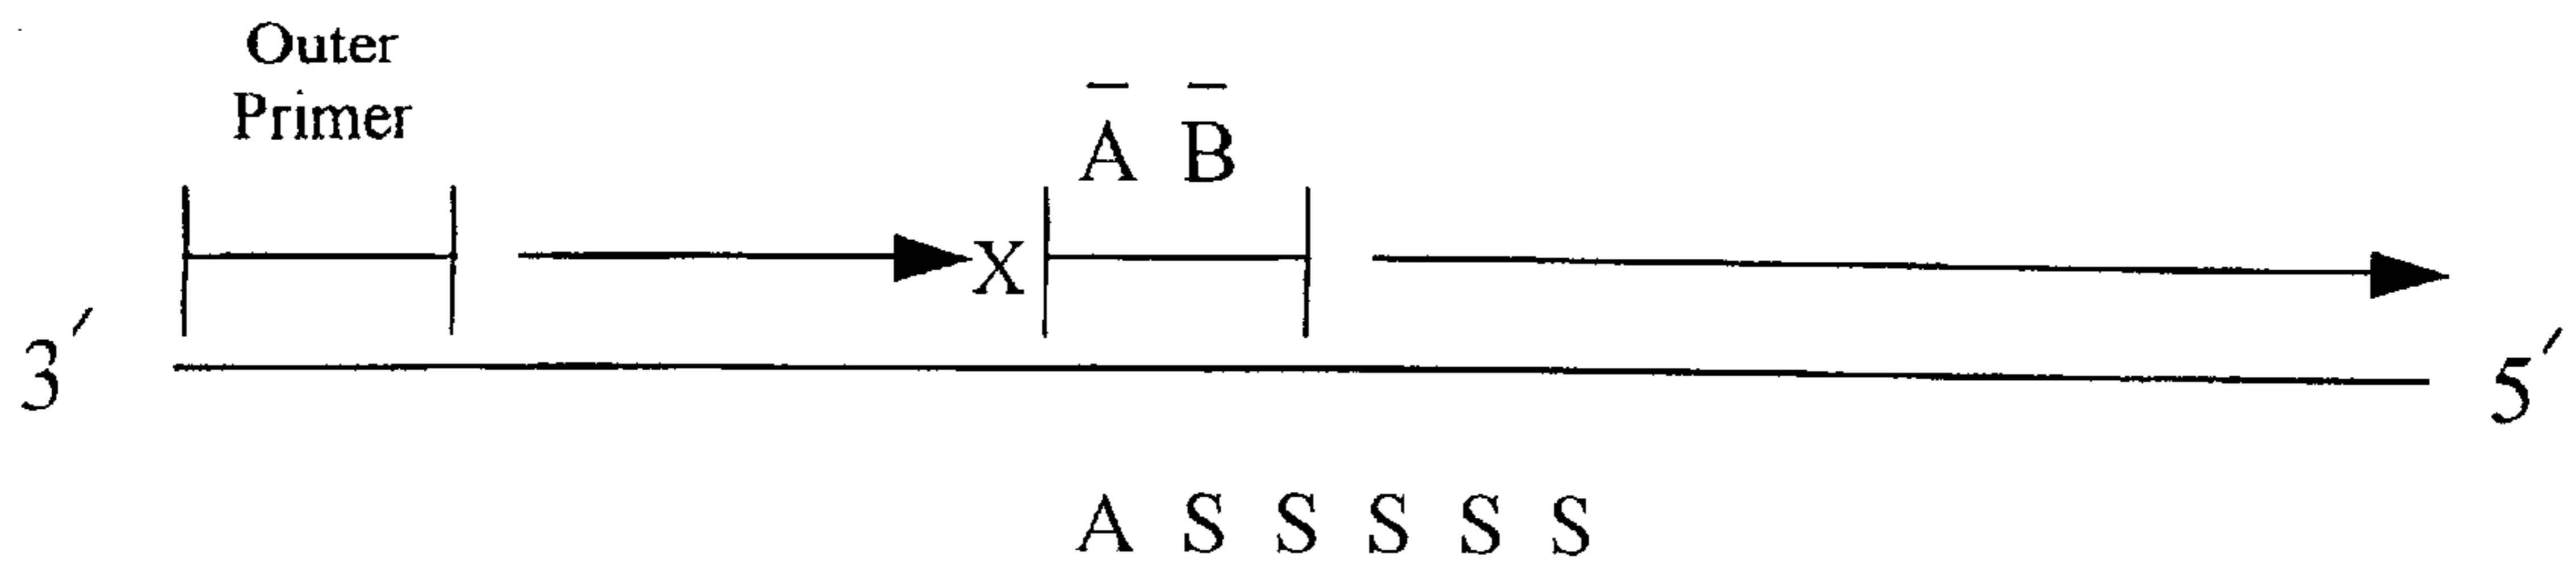 Outer
Primer
Ā B̄
X
3′ 5′
A S S S S S